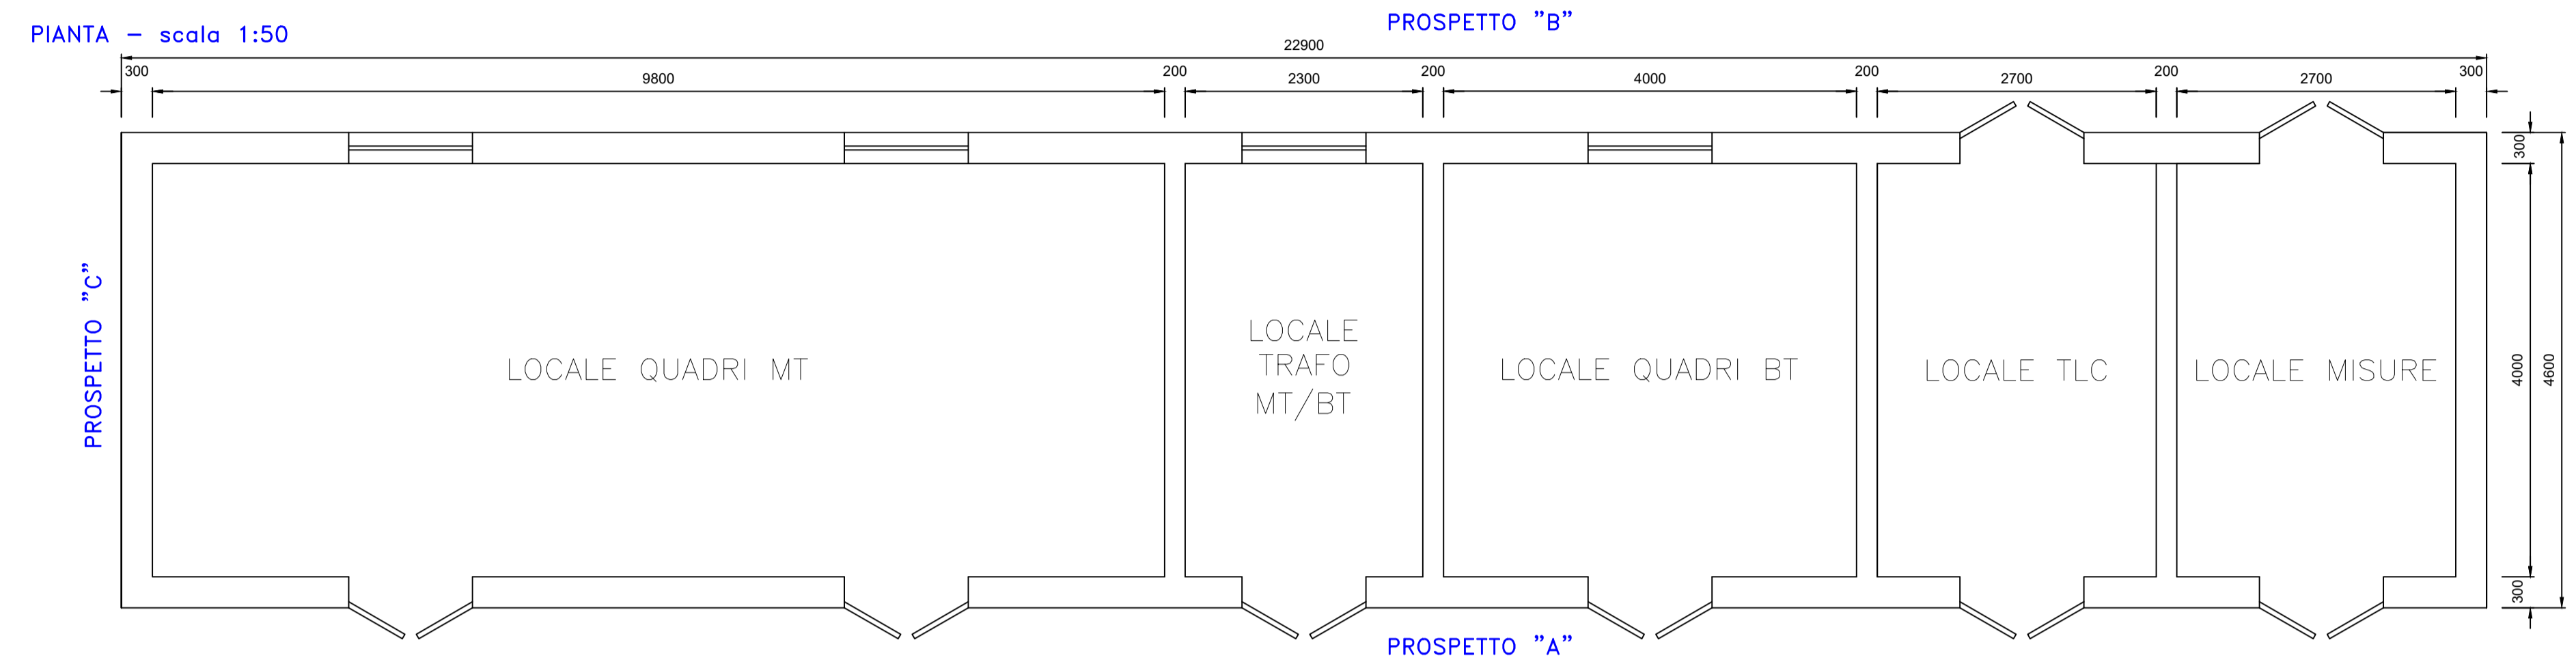 PROSPETTO "B"
PIANTA – scala 1:50
22900
300
9800
200
2300
200
4000
200
2700
200
2700
300
300
PROSPETTO "C"
LOCALE QUADRI MT
LOCALE
TRAFO
MT/BT
LOCALE QUADRI BT
LOCALE TLC
LOCALE MISURE
4000
4600
300
PROSPETTO "A"